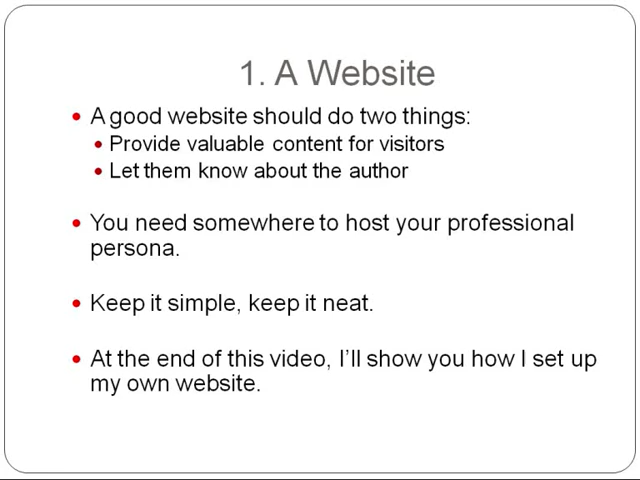 1. A Website
• A good website should do two things:
• Provide valuable content for visitors
• Let them know about the author
• You need somewhere to host your professional
persona.
• Keep it simple, keep it neat.
• At the end of this video, I’ll show you how I set up
my own website.